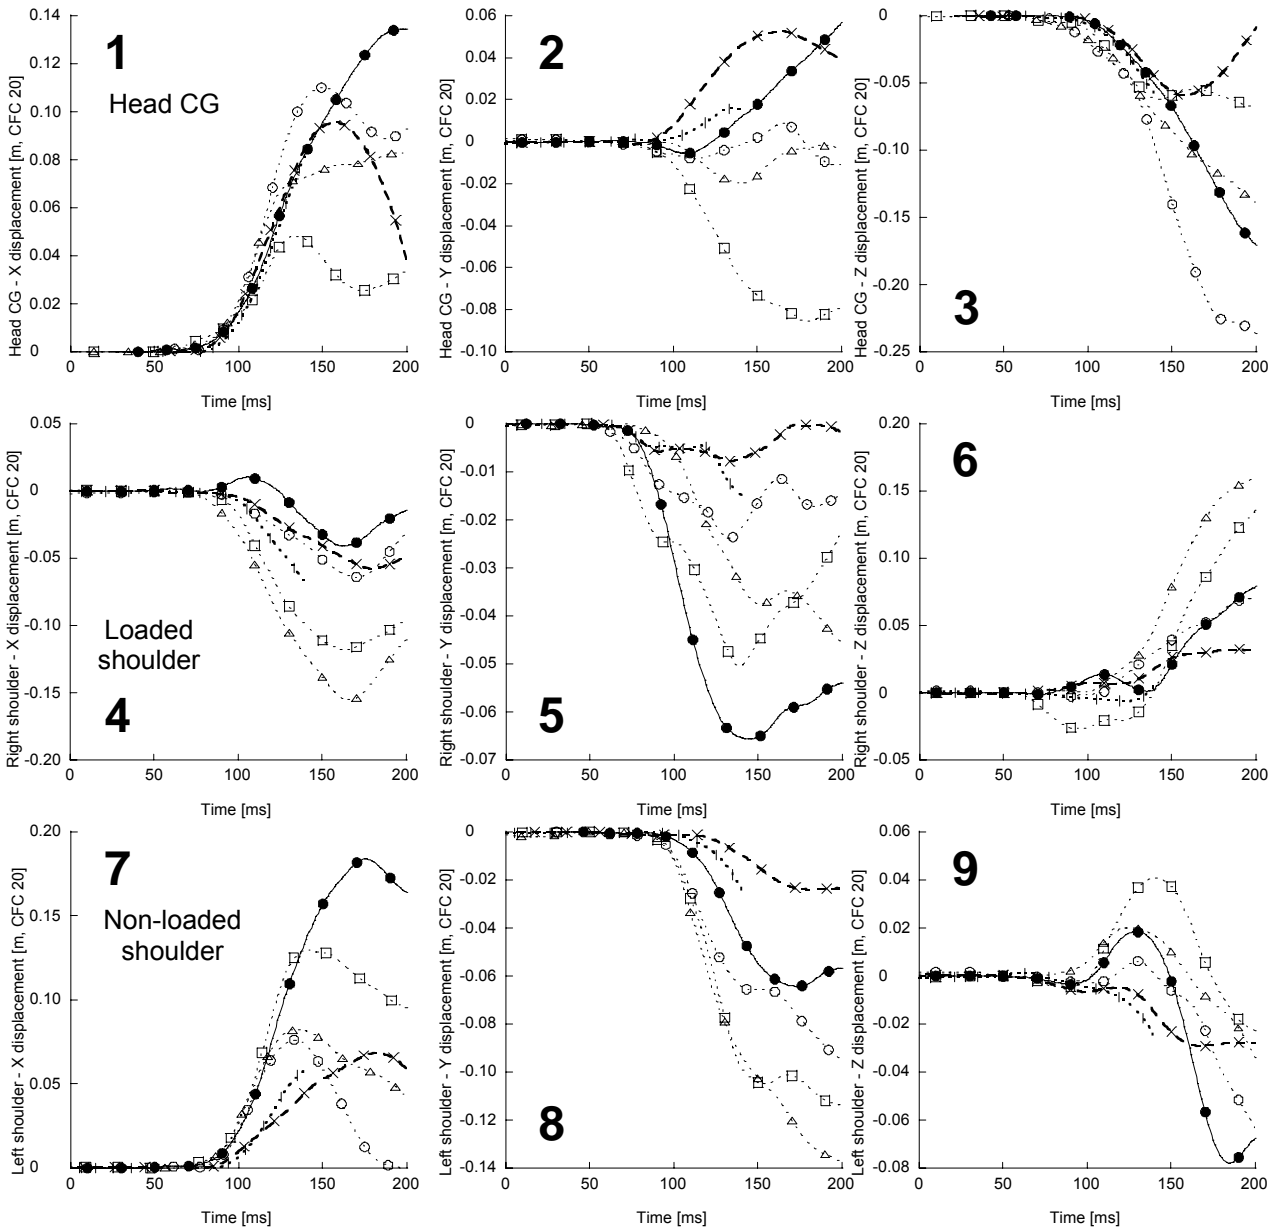 1
Head CG
Head CG - X displacement [m, CFC 20]
0.14
0.12
0.10
0.08
0.06
0.04
0.02
0
0 50 100 150 200
Time [ms]
2
Head CG - Y displacement [m, CFC 20]
0.06
0.02
-0.02
-0.06
-0.10
0 50 100 150 200
Time [ms]
3
Head CG - Z displacement [m, CFC 20]
0
-0.05
-0.10
-0.15
-0.20
-0.25
0 50 100 150 200
Time [ms]
4
Loaded
shoulder
Right shoulder - X displacement [m, CFC 20]
0.05
0
-0.05
-0.10
-0.15
-0.20
0 50 100 150 200
Time [ms]
5
Right shoulder - Y displacement [m, CFC 20]
0
-0.01
-0.02
-0.03
-0.04
-0.05
-0.06
-0.07
0 50 100 150 200
Time [ms]
6
Right shoulder - Z displacement [m, CFC 20]
0.20
0.15
0.10
0.05
0
-0.05
0 50 100 150 200
Time [ms]
7
Non-loaded
shoulder
Left shoulder - X displacement [m, CFC 20]
0.20
0.15
0.10
0.05
0
0 50 100 150 200
Time [ms]
8
Left shoulder - Y displacement [m, CFC 20]
0
-0.02
-0.04
-0.06
-0.08
-0.10
-0.12
-0.14
0 50 100 150 200
Time [ms]
9
Left shoulder - Z displacement [m, CFC 20]
0.06
0.04
0.02
0
-0.02
-0.04
-0.06
-0.08
0 50 100 150 200
Time [ms]